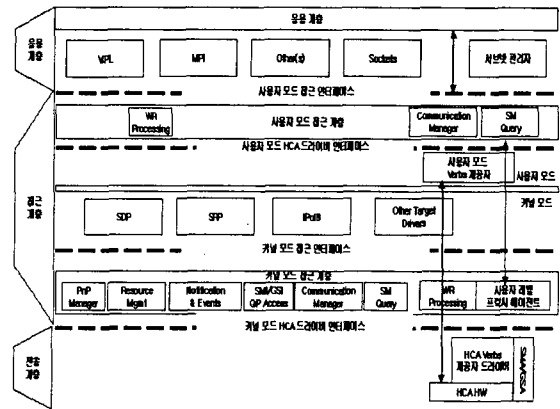 응용 계층
응용 계층
VIPL
MPI
Other(s)
Sockets
서브넷 관리자
사용자 모드 접근 인터페이스
접근 계층
WR Processing
사용자 모드 접근 계층
Communication Manager
SM Query
사용자 모드 HCA 드라이버 인터페이스
사용자 모드
Verbs 제공자
사용자 모드
커널 모드
SDP
SRP
IPoIB
Other Target
Drivers
커널 모드 접근 인터페이스
커널 모드 접근 계층
PnP
Manager
Resource
Mgmt
Notification
& Events
SMI/GSI
QP Access
Communication
Manager
SM
Query
WR
Processing
사용자 레벨
프락시 에이전트
커널 모드 HCA 드라이버 인터페이스
HCA Verbs
제공자 드라이버
SMA/GSA
HCA HW